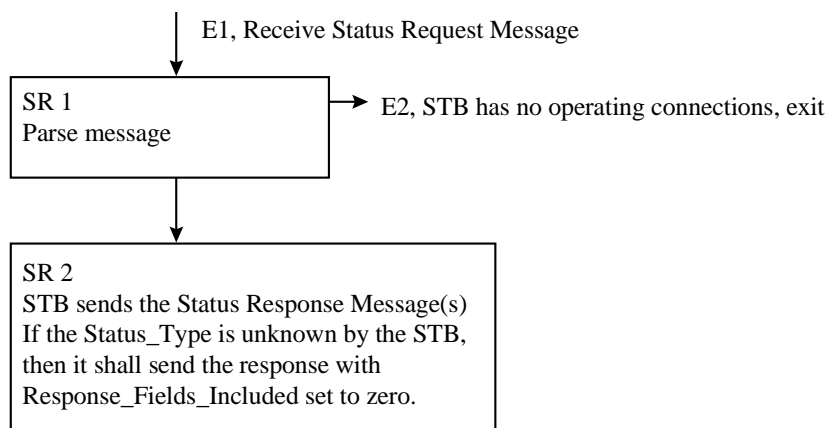 E1, Receive Status Request Message
SR 1
Parse message
E2, STB has no operating connections, exit
SR 2
STB sends the Status Response Message(s)
If the Status_Type is unknown by the STB,
then it shall send the response with
Response_Fields_Included set to zero.